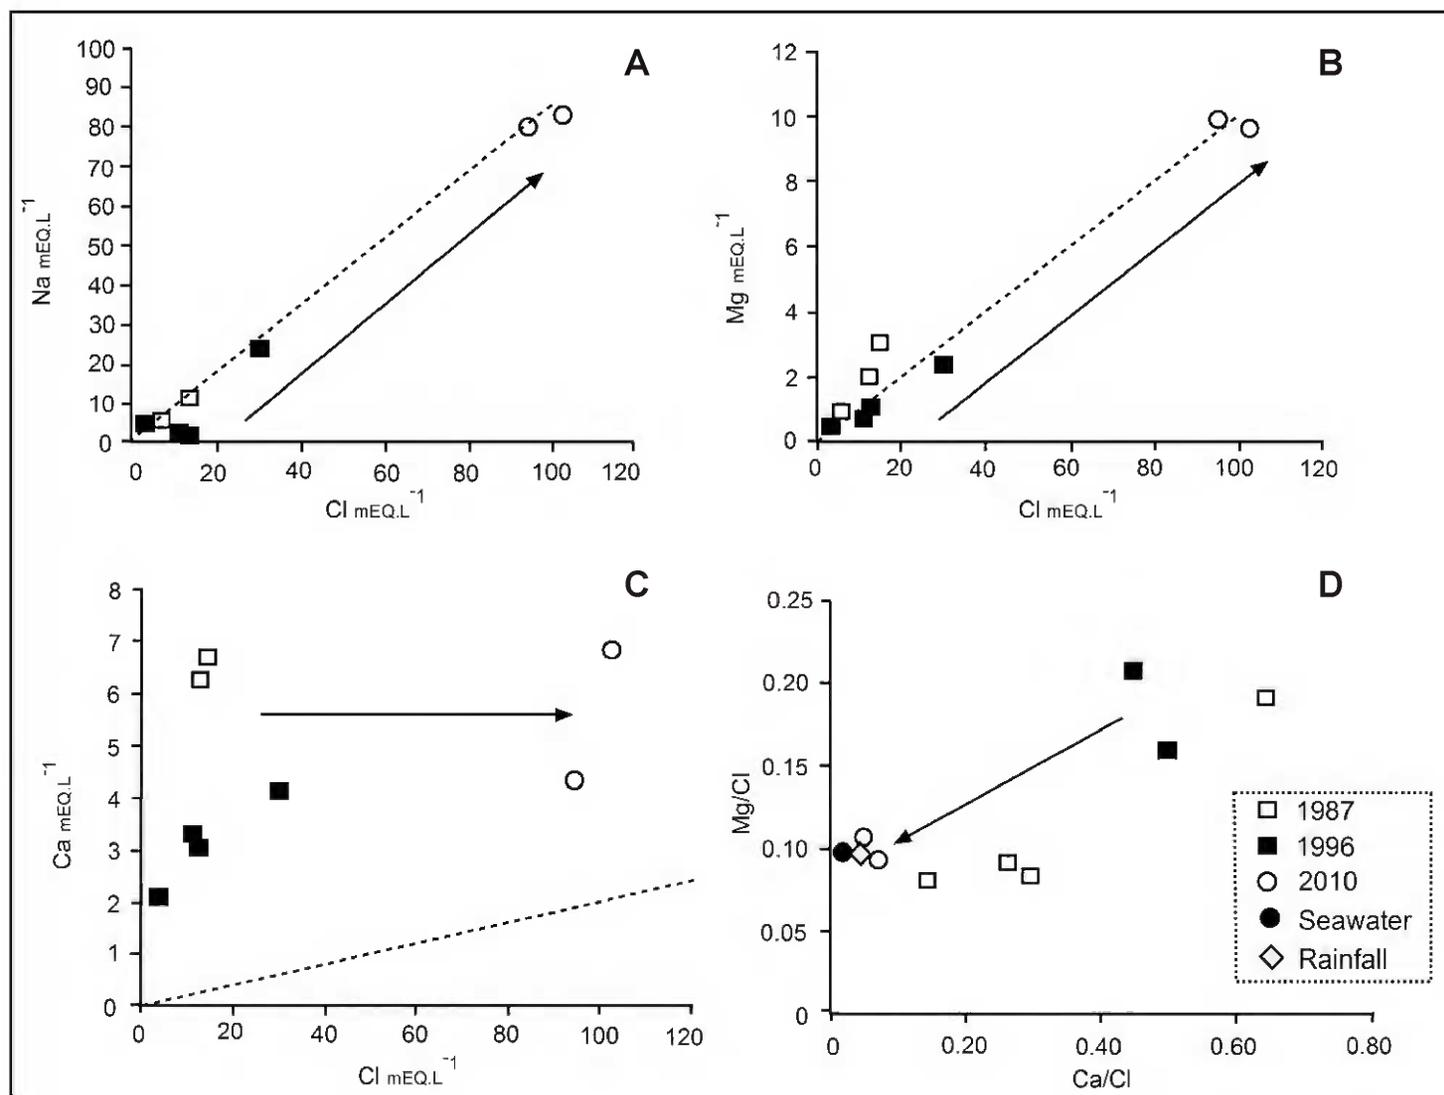 A
100
90
80
70
60
50
40
30
20
10
0
Na mEQ.L⁻¹
0 20 40 60 80 100 120
Cl mEQ.L⁻¹
B
12
10
8
6
4
2
0
Mg mEQ.L⁻¹
0 20 40 60 80 100 120
Cl mEQ.L⁻¹
C
8
7
6
5
4
3
2
1
0
Ca mEQ.L⁻¹
0 20 40 60 80 100 120
Cl mEQ.L⁻¹
D
0.25
0.20
0.15
0.10
0.05
0
Mg/Cl
0 0.20 0.40 0.60 0.80
Ca/Cl
1987
1996
2010
Seawater
Rainfall